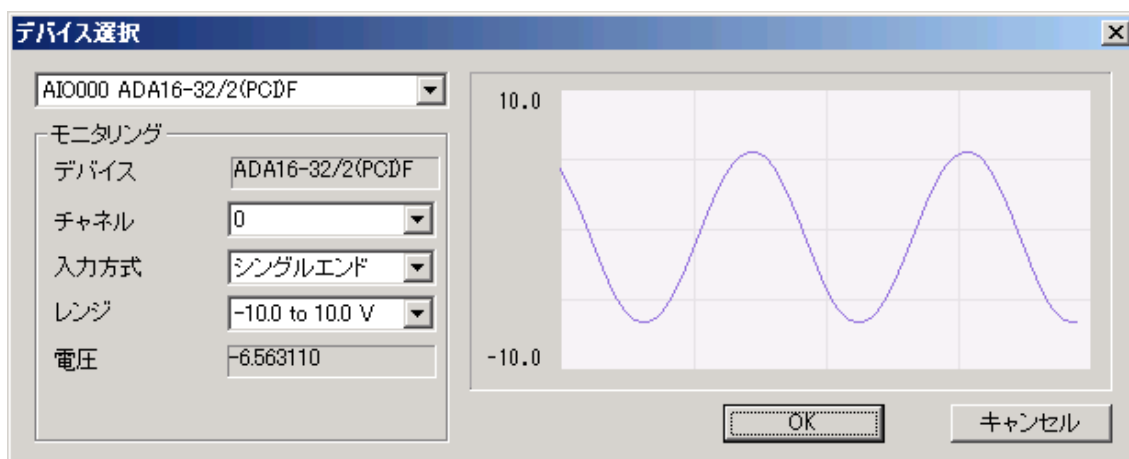 デバイス選択
AIO000 ADA16-32/2(PCI)F
モニタリング
デバイス ADA16-32/2(PCI)F
チャネル 0
入力方式 シングルエンド
レンジ -10.0 to 10.0 V
電圧 -6.563110
10.0
-10.0
OK キャンセル